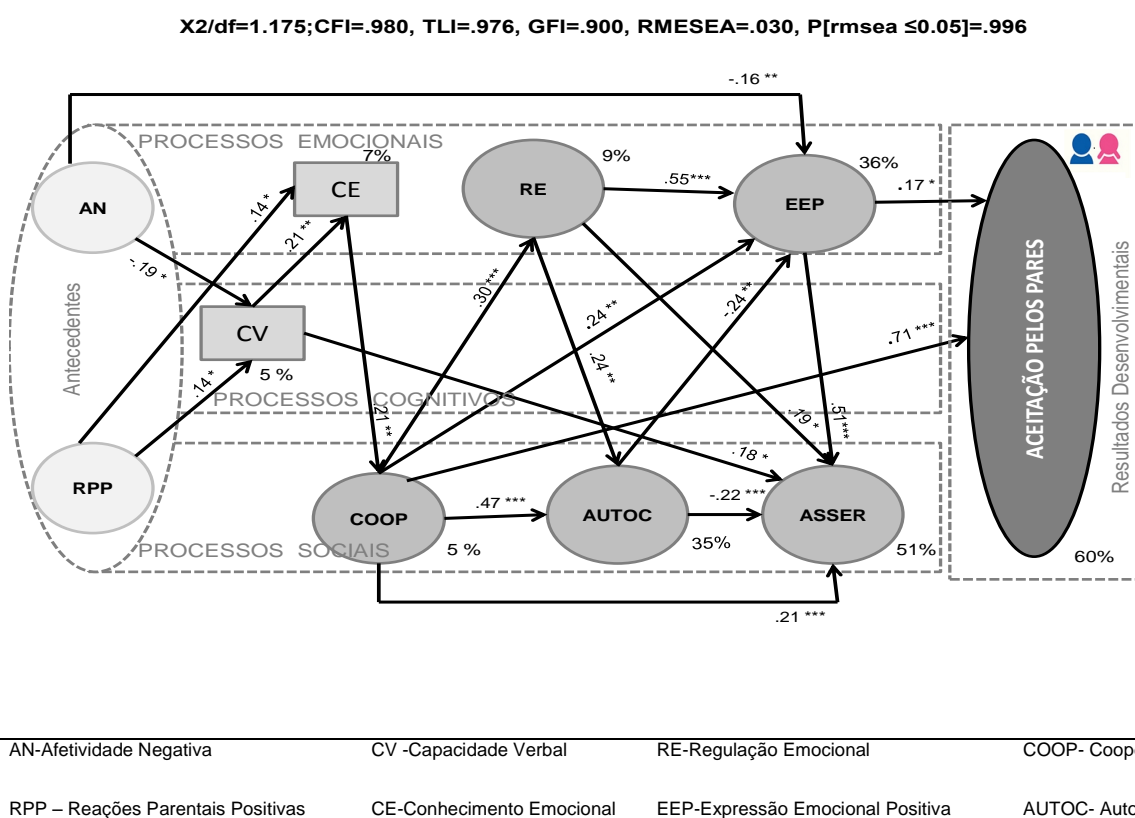 X2/df=1.175;CFI=.980, TLI=.976, GFI=.900, RMESEA=.030, P[rmsea ≤0.05]=.996
-.16 **
PROCESSOS EMOCIONAIS
7%
9%
36%
AN
CE
RE
EEP
.55***
.17 *
.14 *
.21 **
-.19 *
Antecedentes
CV
5 %
.14 *
.30 ***
.24 **
.24 **
-.24 **
.71 ***
PROCESSOS COGNITIVOS
.21 **
.19 *
.51***
.18 *
ACEITAÇÃO PELOS PARES
Resultados Desenvolvimentais
RPP
COOP
.47 ***
AUTOC
-.22 ***
ASSER
PROCESSOS SOCIAIS
5 %
35%
51%
60%
.21 ***
AN-Afetividade Negativa CV -Capacidade Verbal RE-Regulação Emocional COOP-
RPP – Reações Parentais Positivas CE-Conhecimento Emocional EEP-Expressão Emocional Positiva AUTOC-